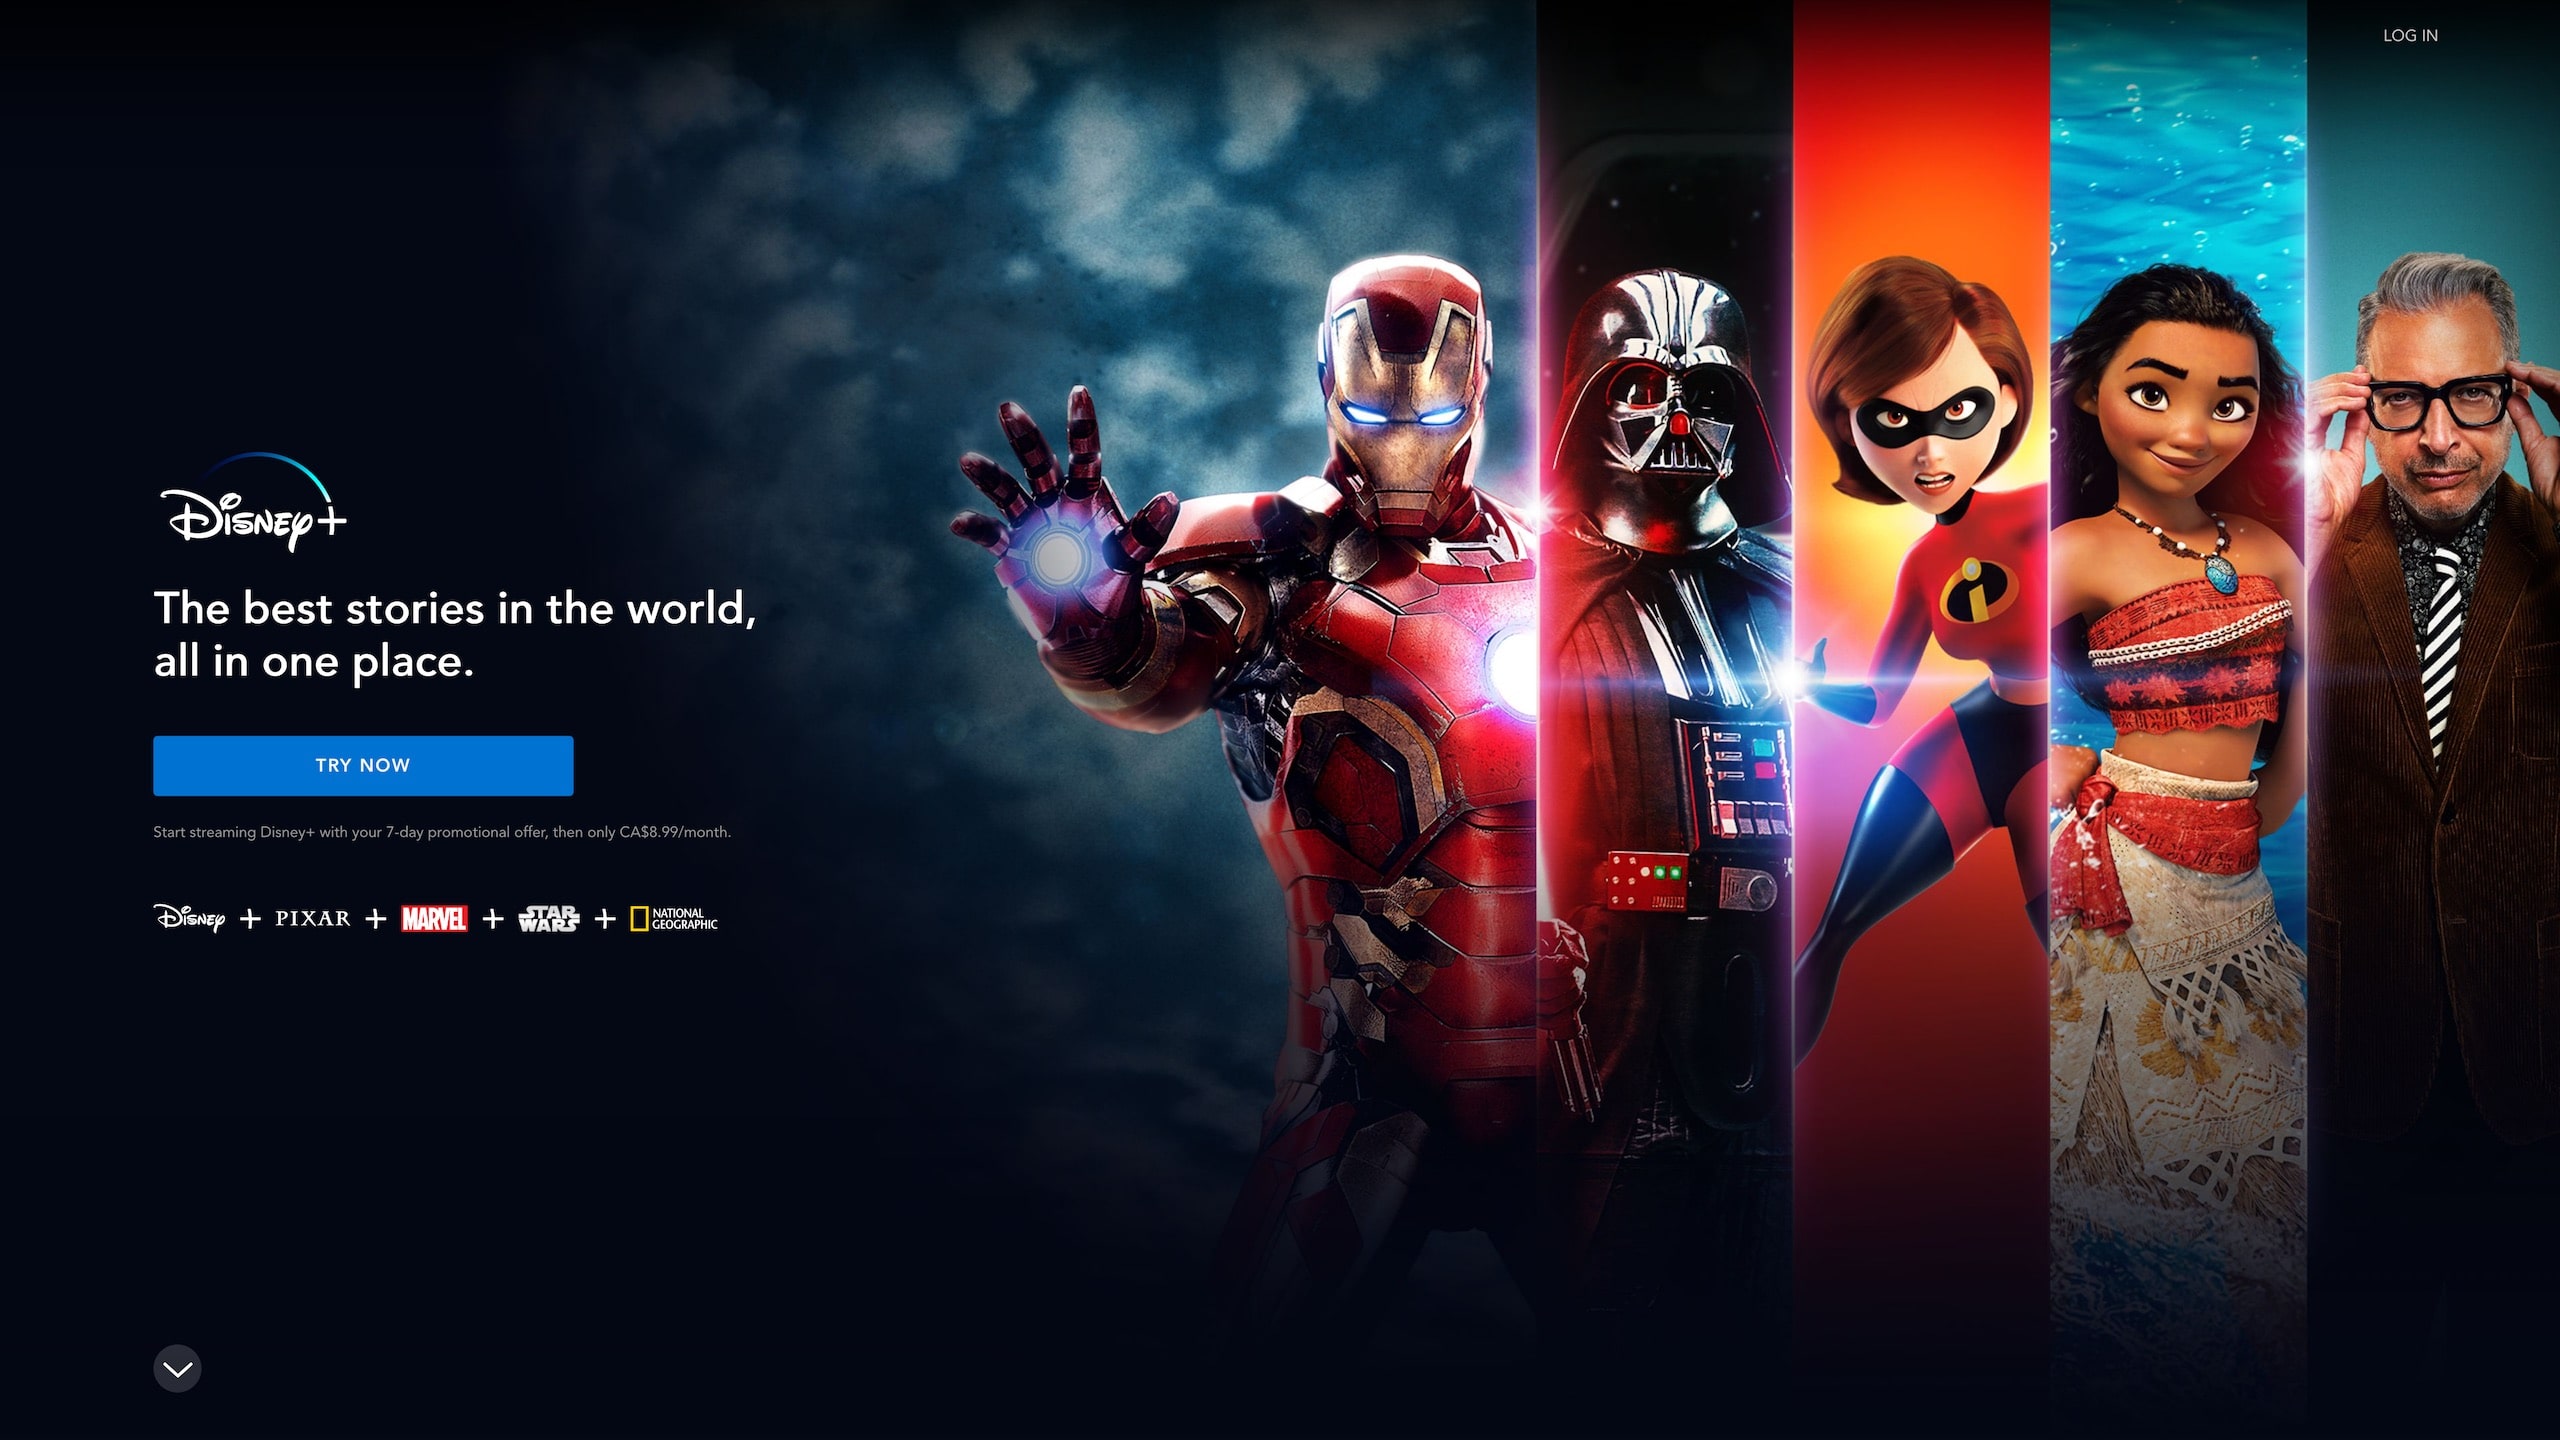 LOG IN
Disney+
The best stories in the world,
all in one place.
TRY NOW
Start streaming Disney+ with your 7-day promotional offer, then only CA$8.99/month.
Disney + PIXAR + MARVEL + STAR WARS + NATIONAL GEOGRAPHIC